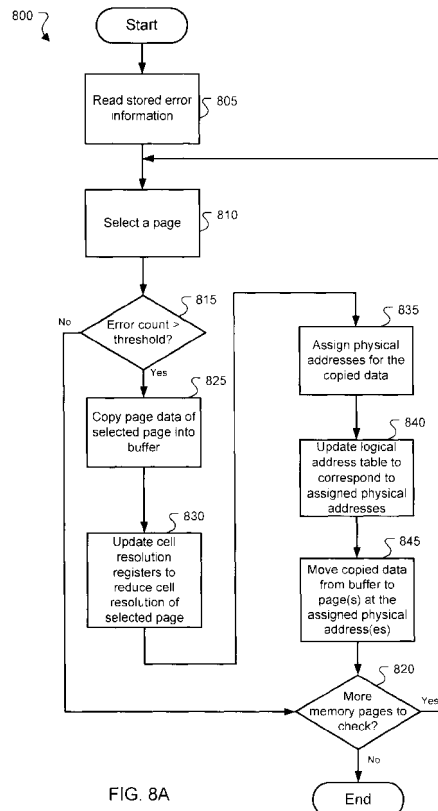 800
Start
Read stored error
information
805
Select a page
810
815
No
Error count >
threshold?
Yes
825
Copy page data of
selected page into
buffer
830
Update cell
resolution
registers to
reduce cell
resolution of
selected page
835
Assign physical
addresses for the
copied data
840
Update logical
address table to
correspond to
assigned physical
addresses
845
Move copied data
from buffer to
page(s) at the
assigned physical
address(es)
820
More
memory pages to
check?
Yes
No
End
FIG. 8A